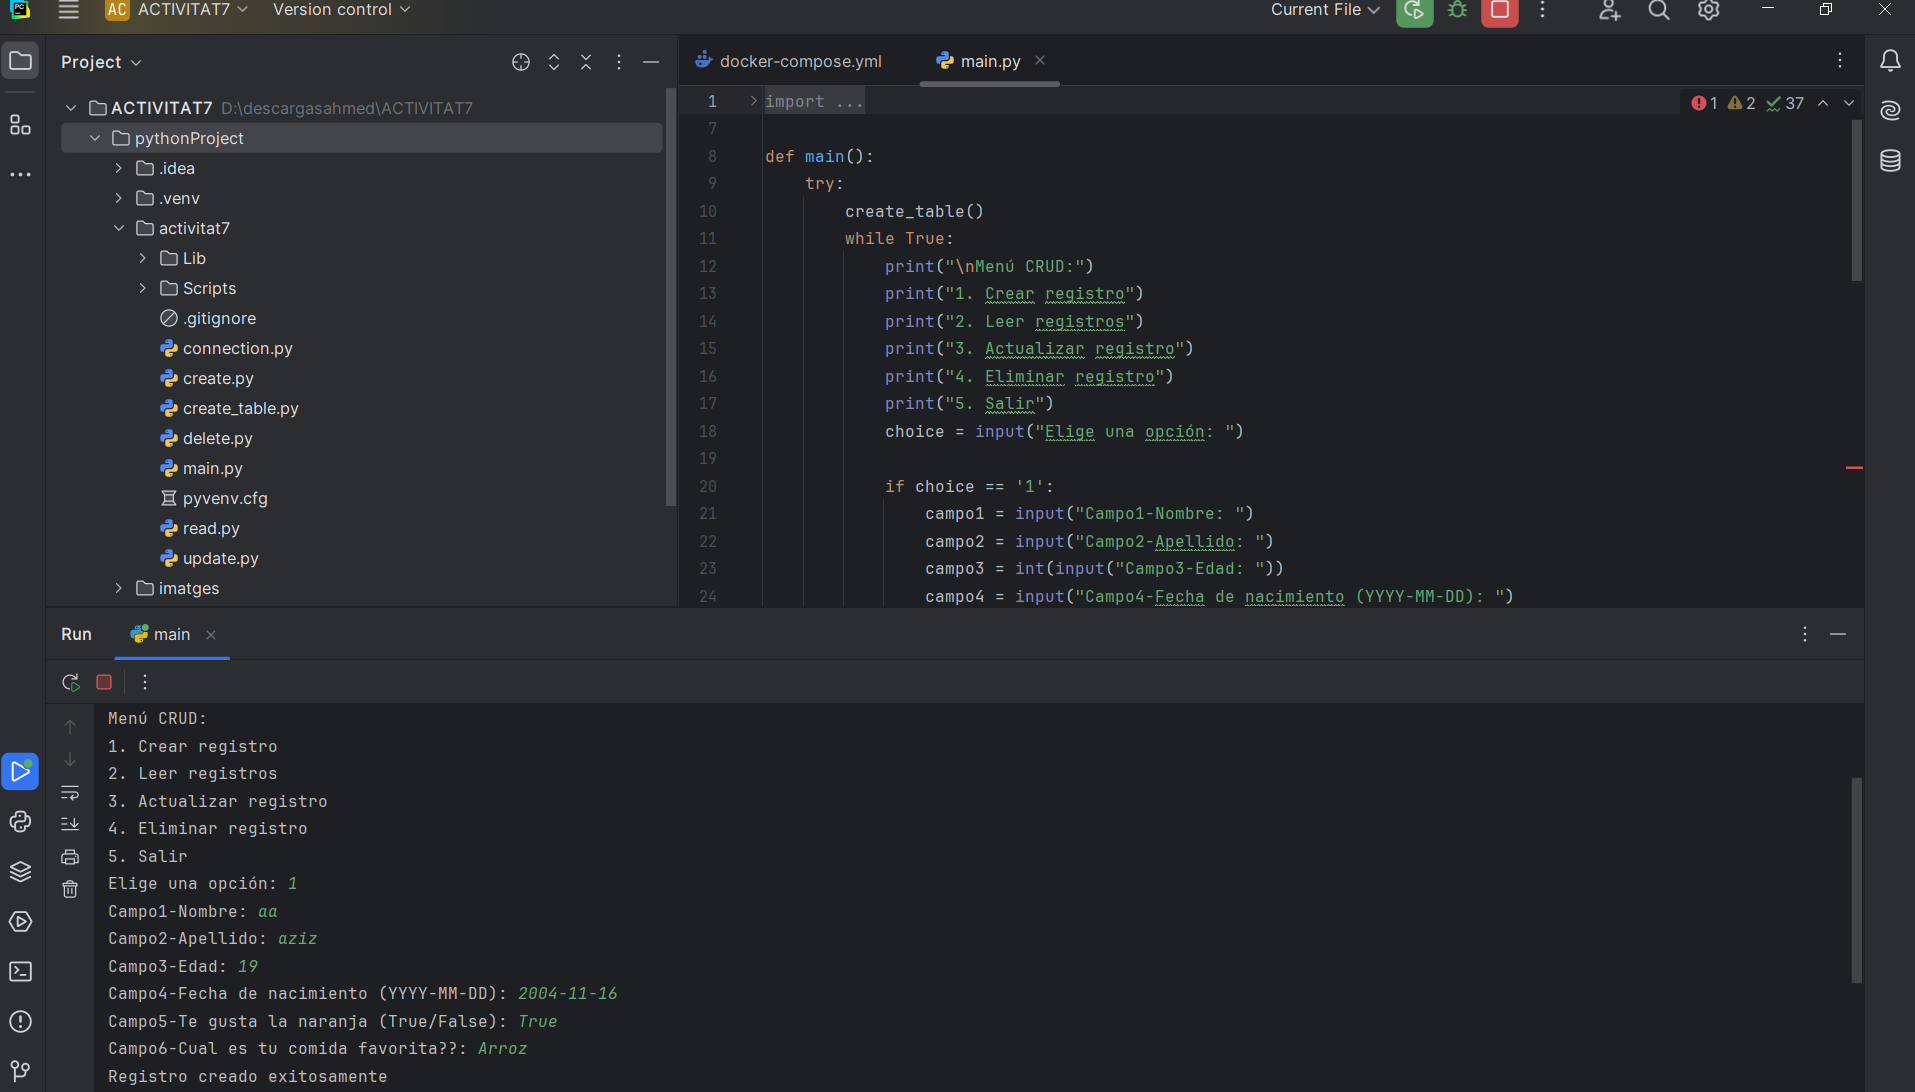 PC
AC ACTIVITAT7 Version control Current File
Project
docker-compose.yml main.py
ACTIVITAT7 D:\descargasahmed\ACTIVITAT7
pythonProject
.idea
.venv
activitat7
Lib
Scripts
.gitignore
connection.py
create.py
create_table.py
delete.py
main.py
pyvenv.cfg
read.py
update.py
imatges
1 import ...
1 2 37
7
8 def main():
9 try:
10 create_table()
11 while True:
12 print("\nMenú CRUD:")
13 print("1. Crear registro")
14 print("2. Leer registros")
15 print("3. Actualizar registro")
16 print("4. Eliminar registro")
17 print("5. Salir")
18 choice = input("Elige una opción: ")
19
20 if choice == '1':
21 campo1 = input("Campo1-Nombre: ")
22 campo2 = input("Campo2-Apellido: ")
23 campo3 = int(input("Campo3-Edad: "))
24 campo4 = input("Campo4-Fecha de nacimiento (YYYY-MM-DD): ")
Run main
Menú CRUD:
1. Crear registro
2. Leer registros
3. Actualizar registro
4. Eliminar registro
5. Salir
Elige una opción: 1
Campo1-Nombre: aa
Campo2-Apellido: aziz
Campo3-Edad: 19
Campo4-Fecha de nacimiento (YYYY-MM-DD): 2004-11-16
Campo5-Te gusta la naranja (True/False): True
Campo6-Cual es tu comida favorita??: Arroz
Registro creado exitosamente